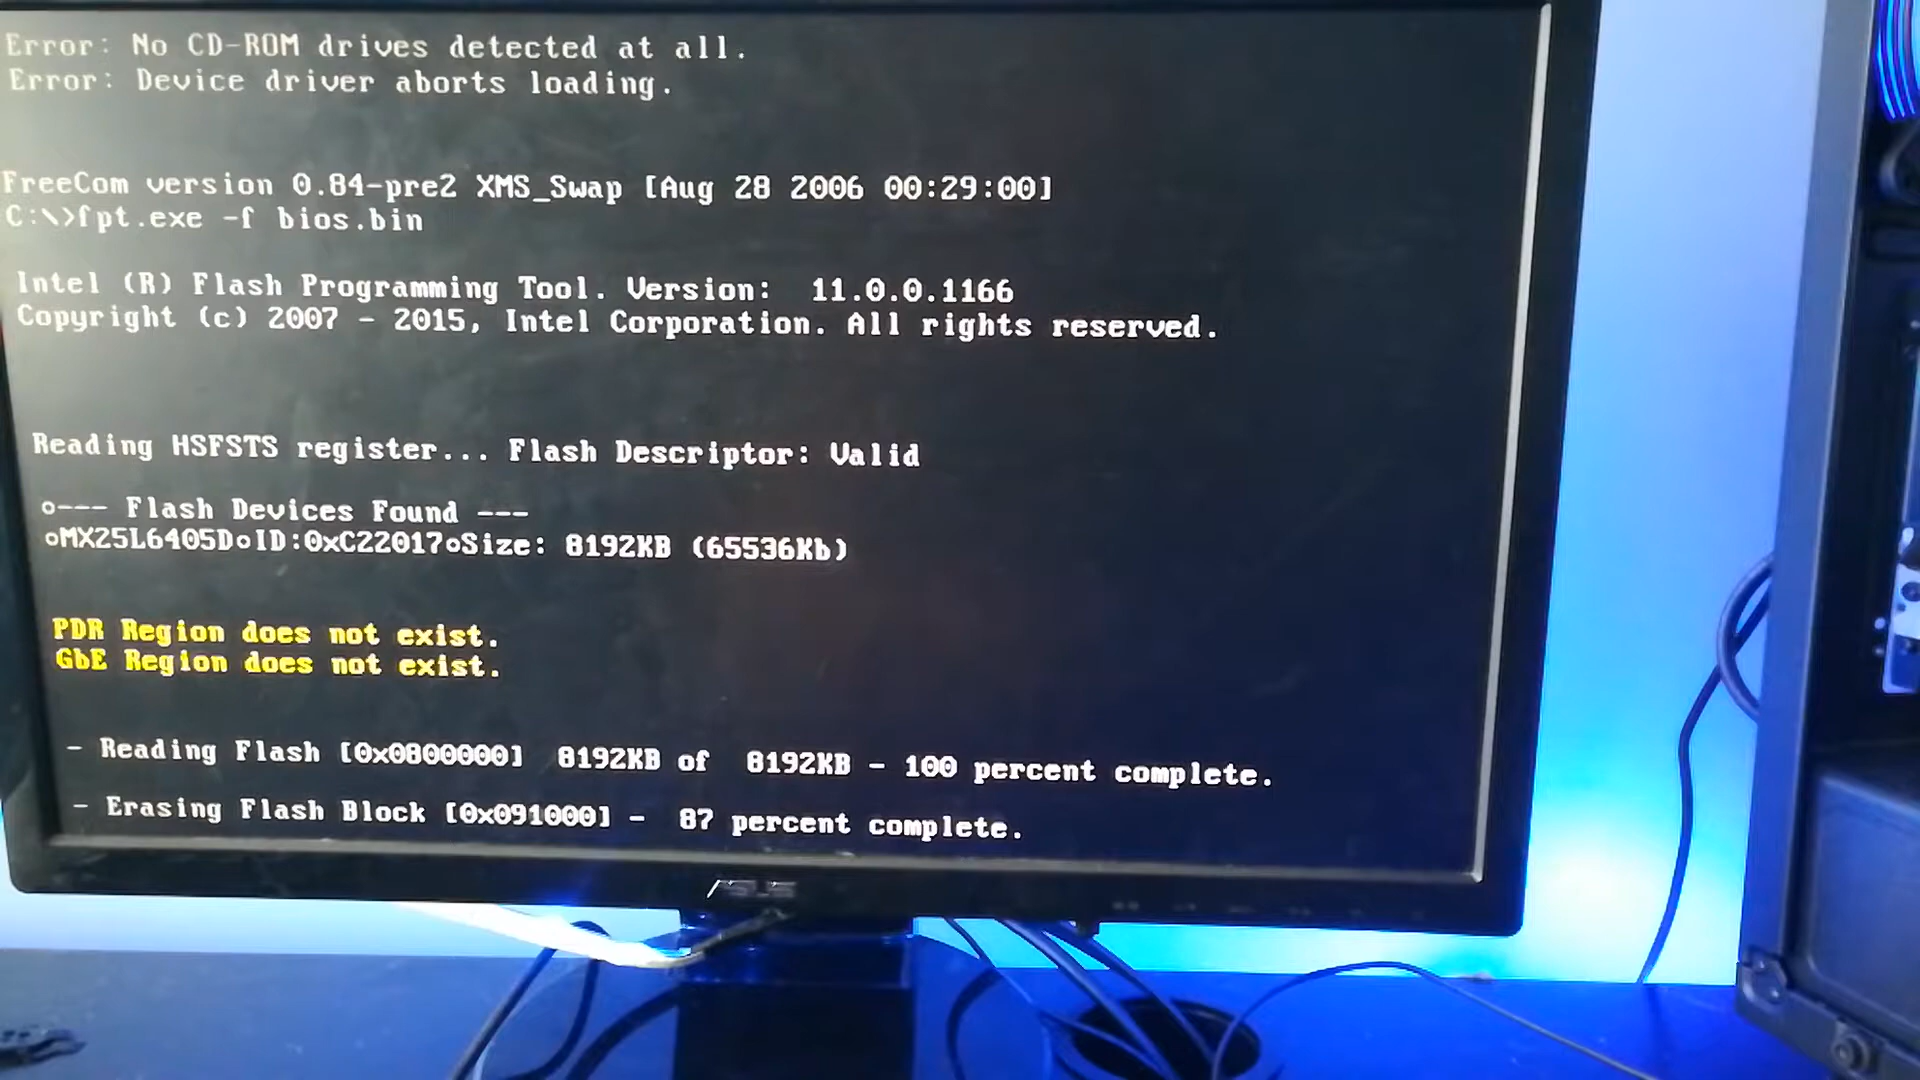 Error: No CD-ROM drives detected at all.
Error: Device driver aborts loading.
FreeCom version 0.84-pre2 XMS_Swap [Aug 28 2006 00:29:00]
C:\>fpt.exe -f bios.bin
Intel (R) Flash Programming Tool. Version:  11.0.0.1166
Copyright (c) 2007 - 2015, Intel Corporation. All rights reserved.
Reading HSFSTS register... Flash Descriptor: Valid
o--- Flash Devices Found ---
oMX25L6405DoID:0xC22017oSize: 8192KB (65536Kb)
PDR Region does not exist.
GbE Region does not exist.
- Reading Flash [0x0800000]  8192KB of  8192KB - 100 percent complete.
- Erasing Flash Block [0x091000] -  87 percent complete.
ASUS